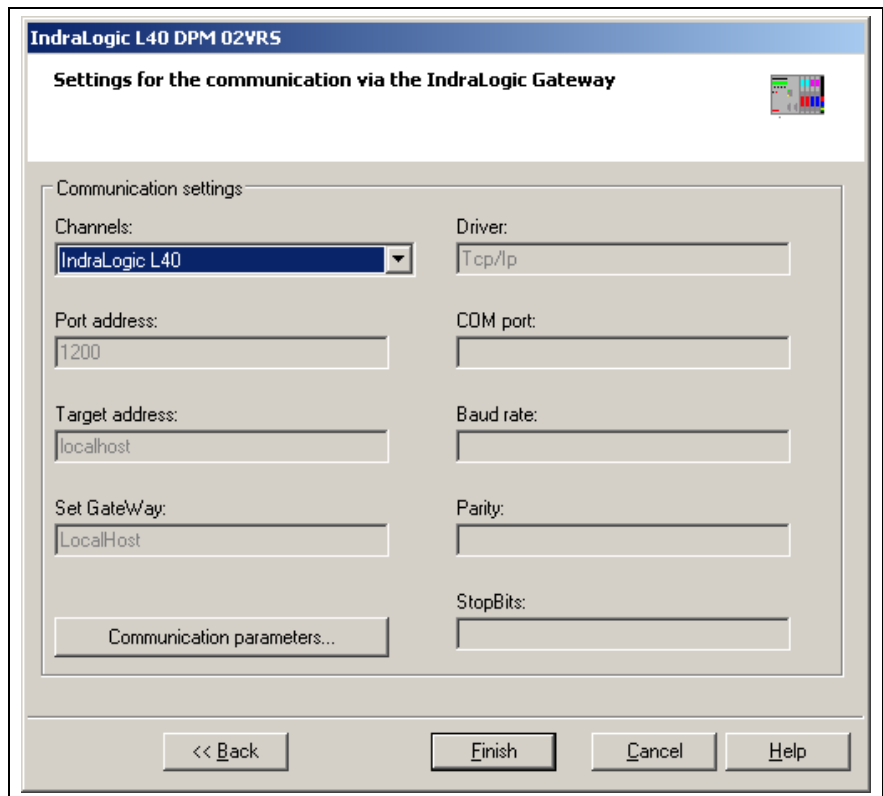 IndraLogic L40 DPM 02VRS
Settings for the communication via the IndraLogic Gateway
Communication settings
Channels:
IndraLogic L40
Driver:
Tcp/Ip
Port address:
1200
COM port:
Target address:
localhost
Baud rate:
Set GateWay:
LocalHost
Parity:
StopBits:
Communication parameters...
<< Back
Finish
Cancel
Help